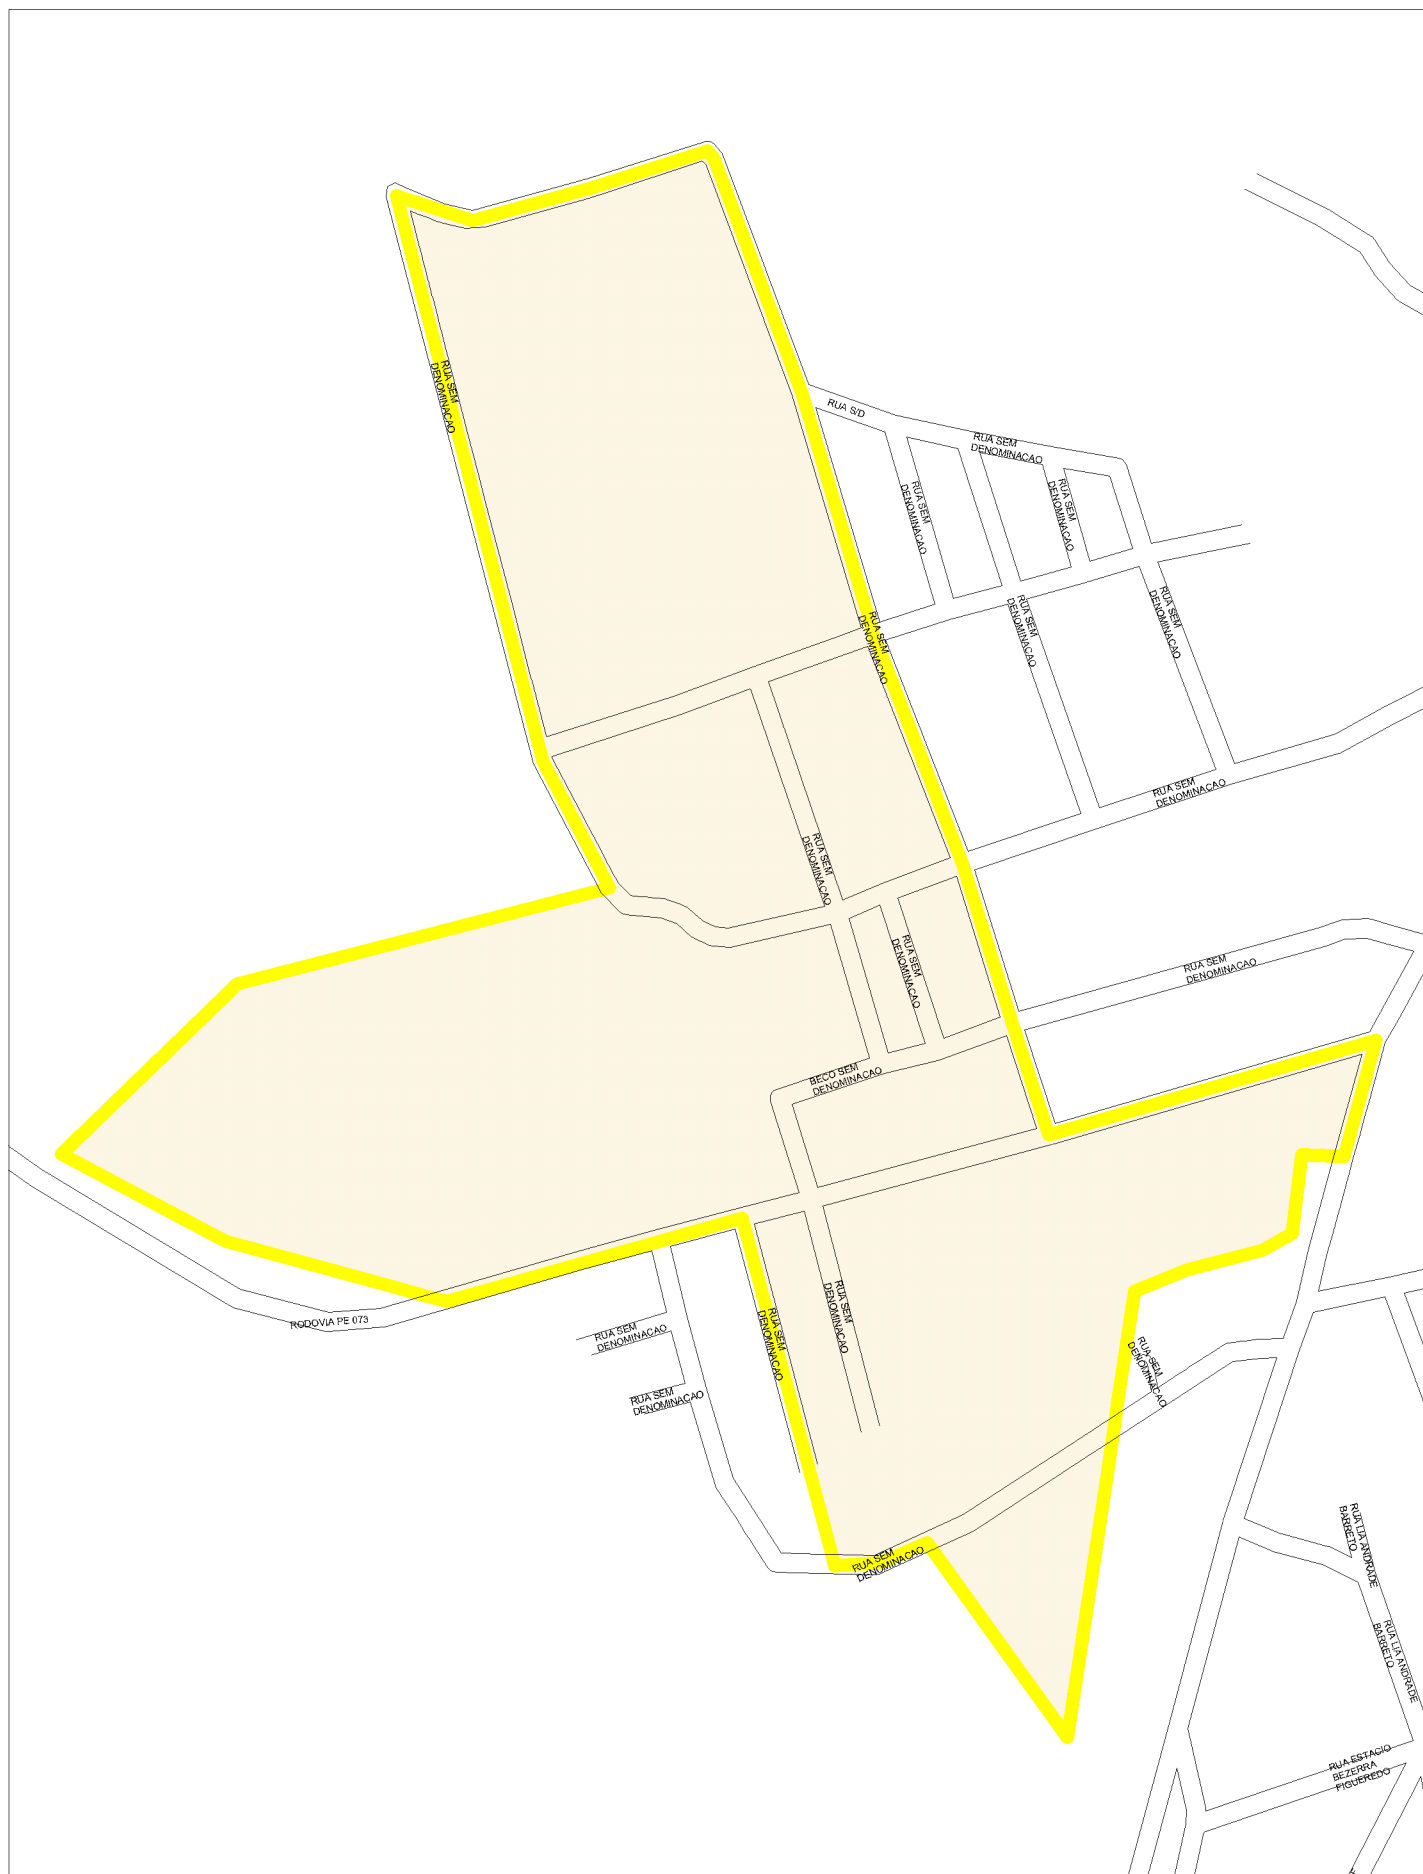 RUA SEM
DENOMINACAO
RUA S/D
RUA SEM
DENOMINACAO
RUA SEM
DENOMINACAO
RUA SEM
DENOMINACAO
RUA SEM
DENOMINACAO
RUA SEM
DENOMINACAO
RUA SEM
DENOMINACAO
RUA SEM
DENOMINACAO
RUA SEM
DENOMINACAO
RUA SEM
DENOMINACAO
RUA SEM
DENOMINACAO
BECO SEM
DENOMINACAO
RUA SEM
DENOMINACAO
RUA SEM
DENOMINACAO
RODOVIA PE 073
RUA SEM
DENOMINACAO
RUA SEM
DENOMINACAO
RUA SEM
DENOMINACAO
RUA SEM
DENOMINACAO
RUA LIA ANDRADE
BARRETO
RUA LIA ANDRADE
BARRETO
RUA ESTACIO
BEZERRA
FIGUEREDO